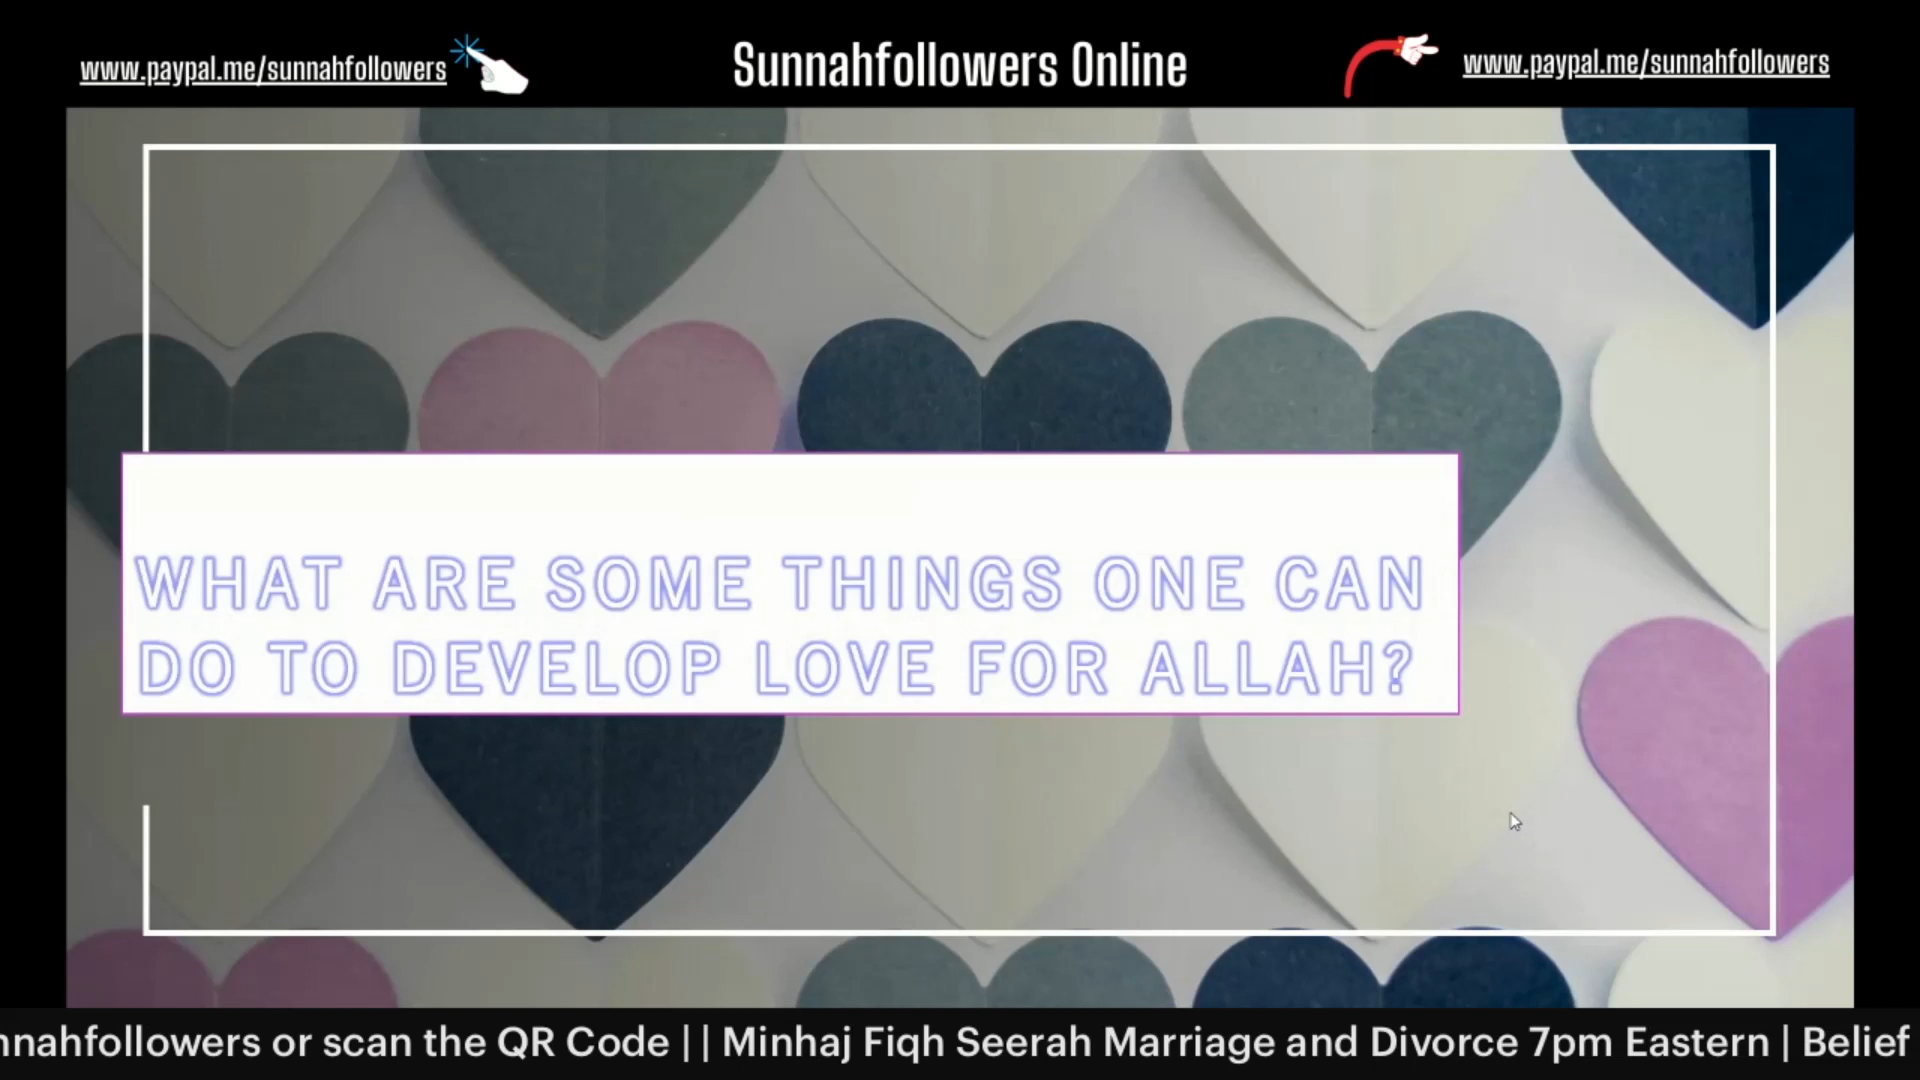 www.paypal.me/sunnahfollowers
Sunnahfollowers Online
www.paypal.me/sunnahfollowers
WHAT ARE SOME THINGS ONE CAN
DO TO DEVELOP LOVE FOR ALLAH?
nnahfollowers or scan the QR Code || Minhaj Fiqh Seerah Marriage and Divorce 7pm Eastern | Belief